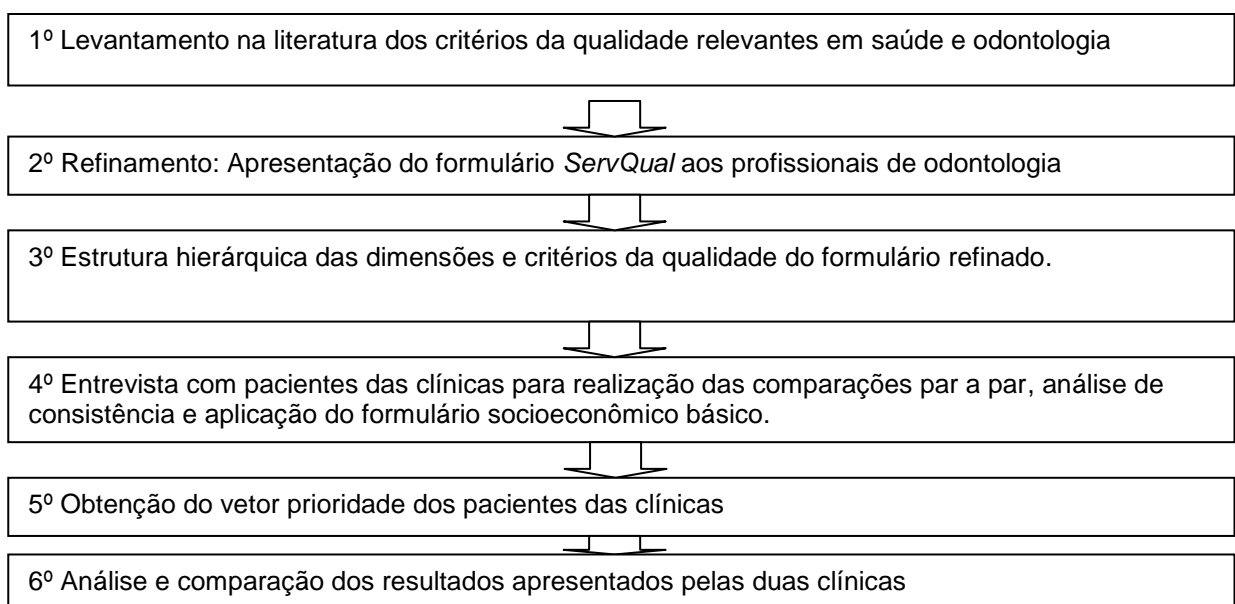 1º Levantamento na literatura dos critérios da qualidade relevantes em saúde e odontologia
2º Refinamento: Apresentação do formulário ServQual aos profissionais de odontologia
3º Estrutura hierárquica das dimensões e critérios da qualidade do formulário refinado.
4º Entrevista com pacientes das clínicas para realização das comparações par a par, análise de
consistência e aplicação do formulário socioeconômico básico.
5º Obtenção do vetor prioridade dos pacientes das clínicas
6º Análise e comparação dos resultados apresentados pelas duas clínicas